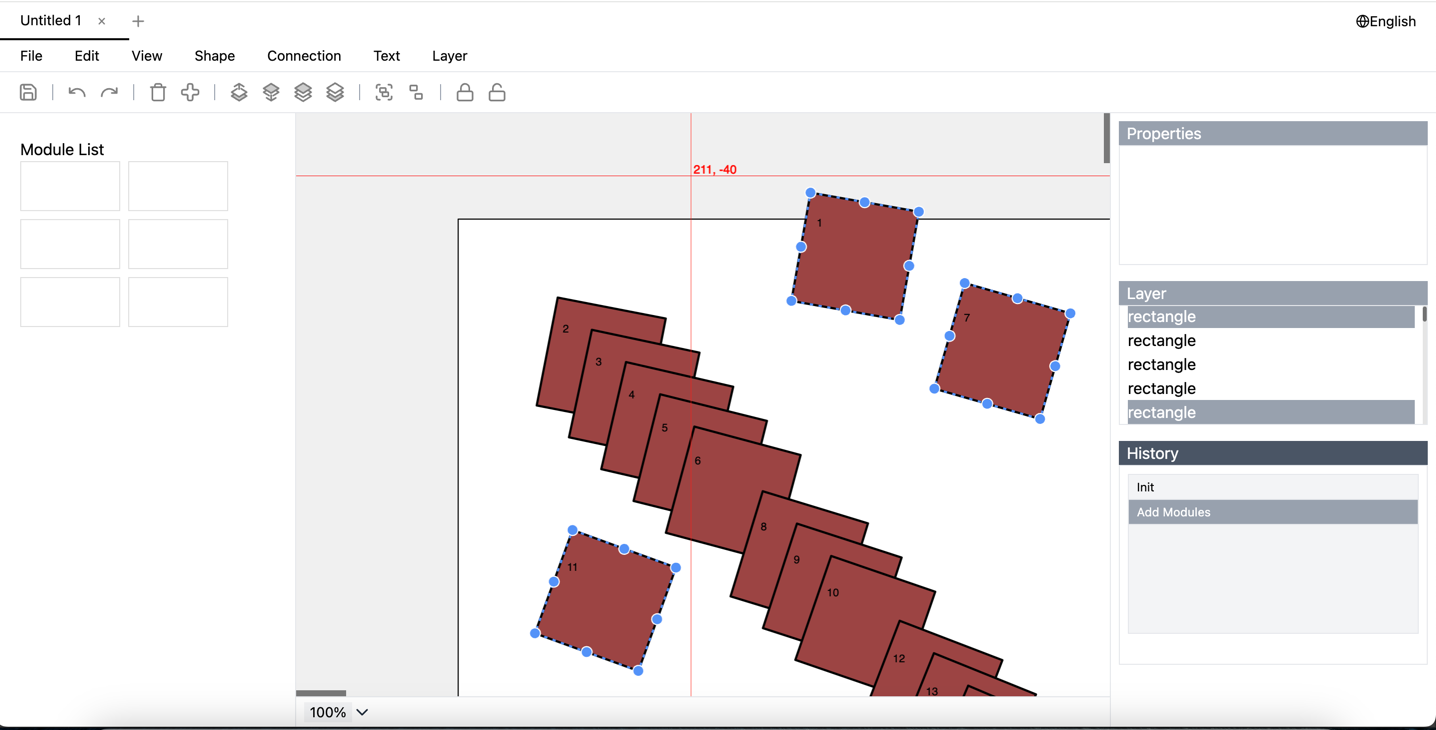 Untitled 1 × +
English
File Edit View Shape Connection Text Layer
Module List
211, -40
1
7
2
3
4
5
6
8
9
10
11
12
13
100%
Properties
Layer
rectangle
rectangle
rectangle
rectangle
rectangle
History
Init
Add Modules